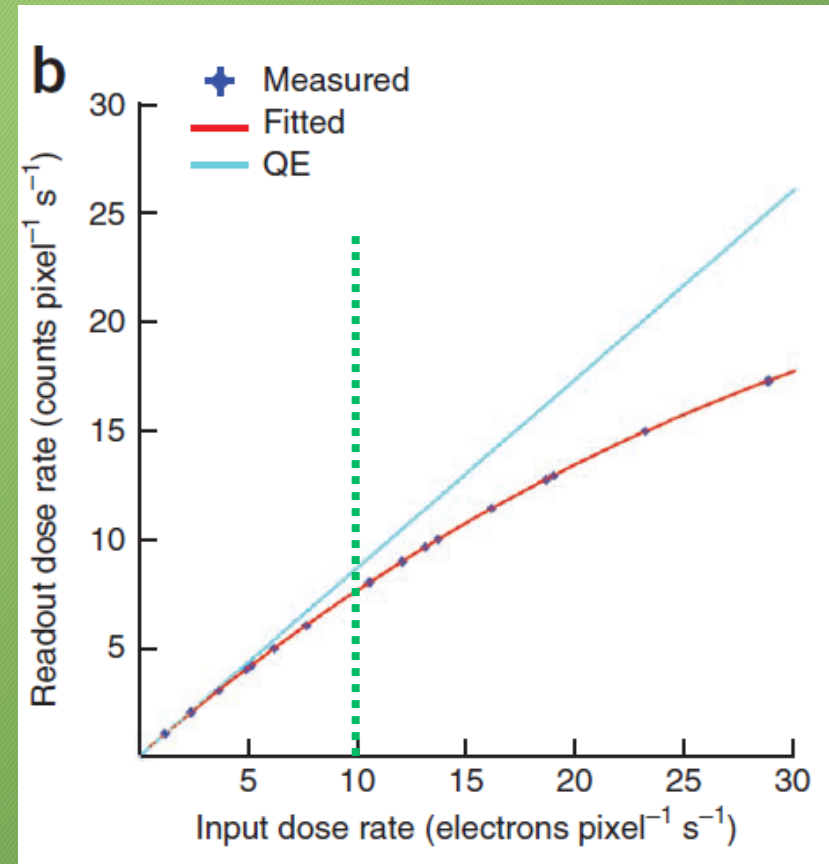 b
Measured
Fitted
QE
30
25
20
15
10
5
Readout dose rate (counts pixel⁻¹ s⁻¹)
5 10 15 20 25 30
Input dose rate (electrons pixel⁻¹ s⁻¹)